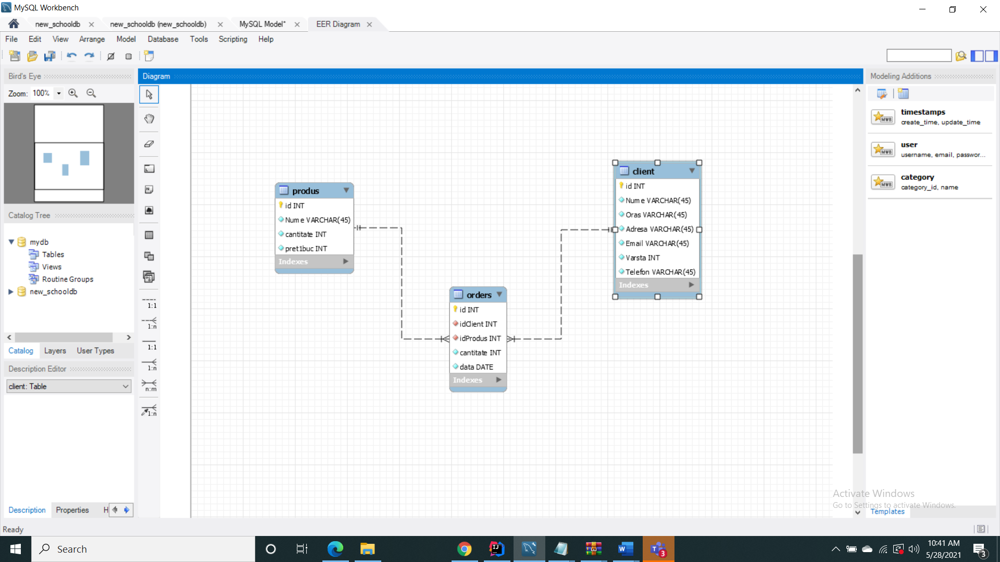 MySQL Workbench
new_schooldb
new_schooldb (new_schooldb)
MySQL Model*
EER Diagram
File Edit View Arrange Model Database Tools Scripting Help
Bird's Eye
Zoom: 100%
Catalog Tree
mydb
Tables
Views
Routine Groups
new_schooldb
Catalog Layers User Types
Description Editor
client: Table
Description Properties H
Ready
Diagram
1:1
1:n
1:1
1:n
n:m
1:n
produs
id INT
Nume VARCHAR(45)
cantitate INT
pret1buc INT
Indexes
orders
id INT
idClient INT
idProdus INT
cantitate INT
data DATE
Indexes
client
id INT
Nume VARCHAR(45)
Oras VARCHAR(45)
Adresa VARCHAR(45)
Email VARCHAR(45)
Varsta INT
Telefon VARCHAR(45)
Indexes
Modeling Additions
MWB
timestamps
create_time, update_time
MWB
user
username, email, passwor...
MWB
category
category_id, name
Activate Windows
Go to Settings to activate Windows.
Templates
Search
W
3
10:41 AM
5/28/2021
3